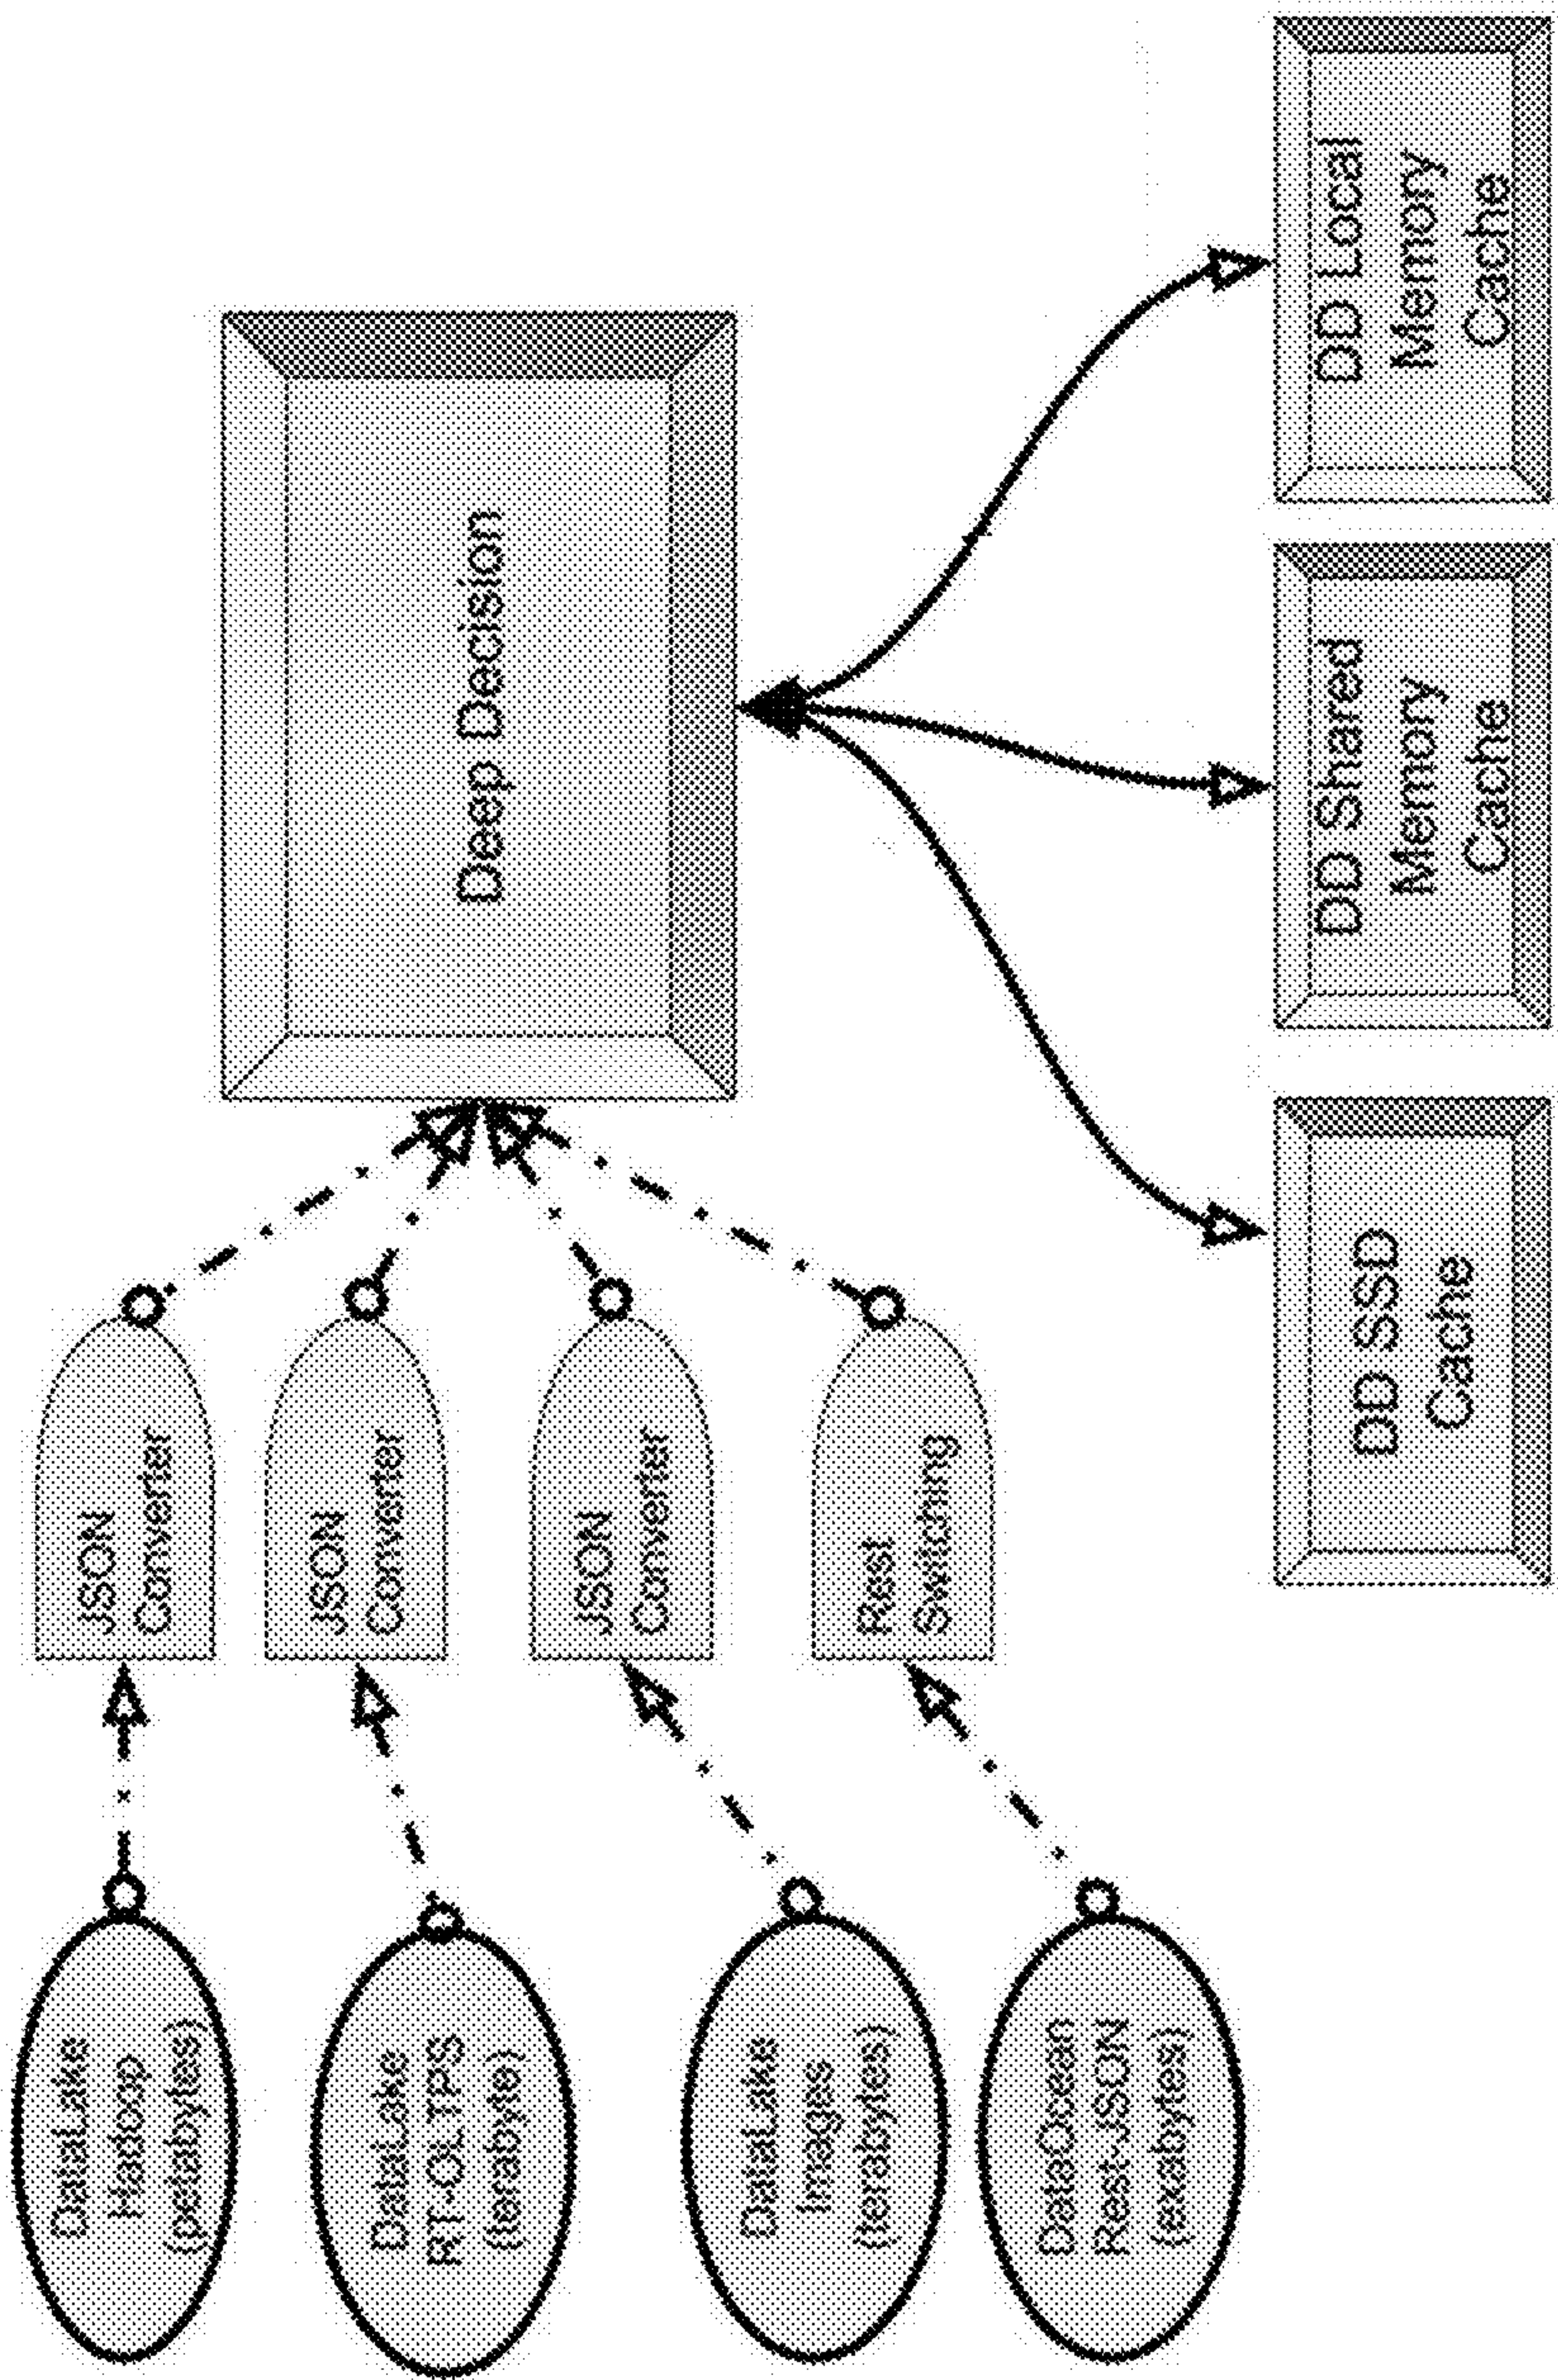 DataLake
Hadoop
(petabytes)
JSON
Converter
DataLake
RT-OLTPS
(terabyte)
JSON
Converter
Deep Decision
DataLake
Images
(terabytes)
JSON
Converter
DataOcean
Rest-JSON
(exabytes)
Rest
Switching
DD SSD
Cache
DD Shared
Memory
Cache
DD Local
Memory
Cache